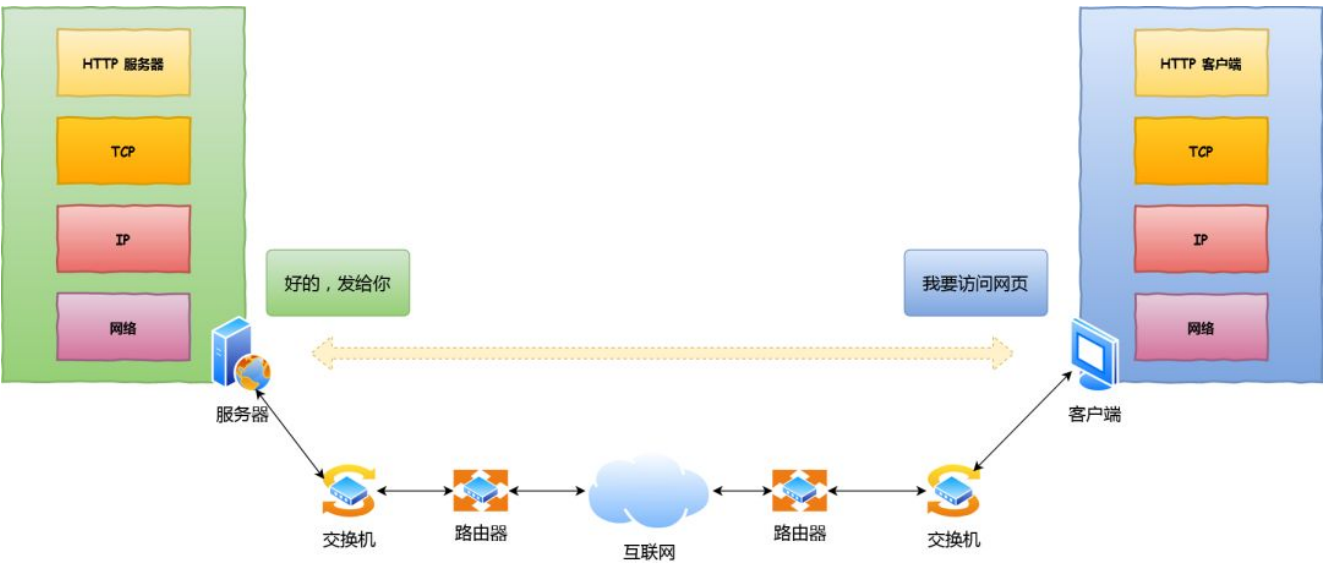 HTTP 服务器
TCP
IP
网络
好的，发给你
服务器
HTTP 客户端
TCP
IP
网络
我要访问网页
客户端
交换机
路由器
互联网
路由器
交换机